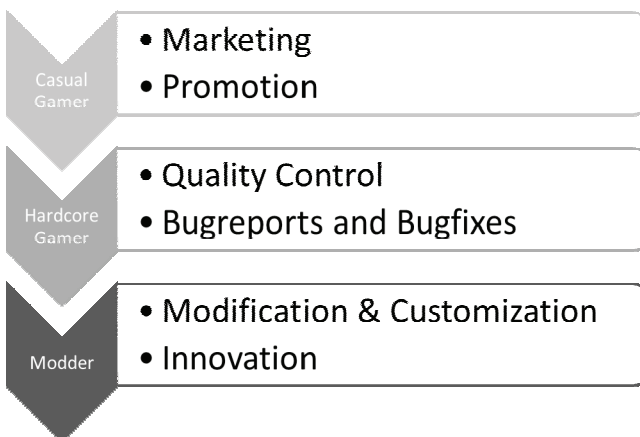 Casual
Gamer
• Marketing
• Promotion
Hardcore
Gamer
• Quality Control
• Bugreports and Bugfixes
Modder
• Modification & Customization
• Innovation